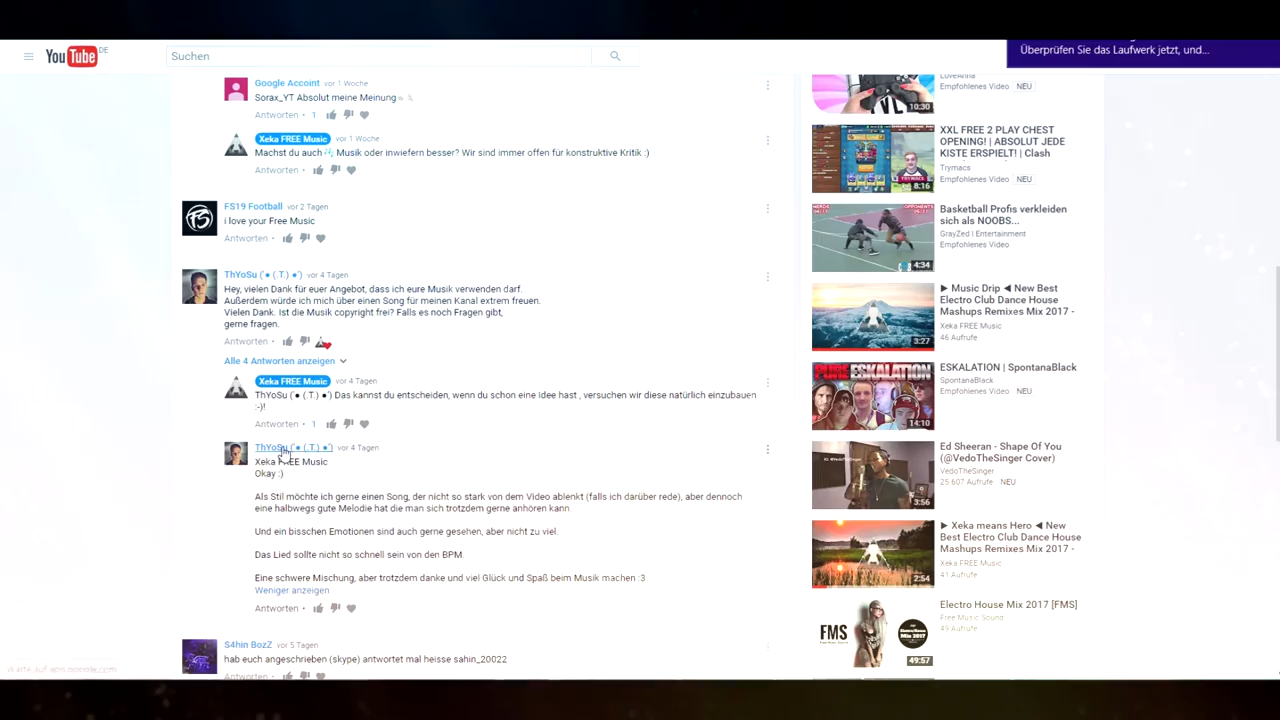 YouTube DE
Suchen
Überprüfen Sie das Laufwerk jetzt, und...
Google Accoint vor 1 Woche
Sorax_YT Absolut meine Meinung
Antworten • 1
Xeka FREE Music vor 1 Woche
Machst du auch Musik oder inwiefern besser? Wir sind immer offen für konstruktive Kritik :)
Antworten •
FS19 Football vor 2 Tagen
i love your Free Music
Antworten •
ThYoSu (˙● (.T.) ●˙) vor 4 Tagen
Hey, vielen Dank für euer Angebot, dass ich eure Musik verwenden darf.
Außerdem würde ich mich über einen Song für meinen Kanal extrem freuen.
Vielen Dank. Ist die Musik copyright frei? Falls es noch Fragen gibt,
gerne fragen.
Antworten •
Alle 4 Antworten anzeigen
Xeka FREE Music vor 4 Tagen
ThYoSu (˙● (.T.) ●˙) Das kannst du entscheiden, wenn du schon eine Idee hast , versuchen wir diese natürlich einzubauen
:-)!
Antworten • 1
ThYoSu (˙● (.T.) ●˙) vor 4 Tagen
Xeka FREE Music
Okay :)
Als Stil möchte ich gerne einen Song, der nicht so stark von dem Video ablenkt (falls ich darüber rede), aber dennoch
eine halbwegs gute Melodie hat die man sich trotzdem gerne anhören kann.
Und ein bisschen Emotionen sind auch gerne gesehen, aber nicht zu viel.
Das Lied sollte nicht so schnell sein von den BPM.
Eine schwere Mischung, aber trotzdem danke und viel Glück und Spaß beim Musik machen :3
Weniger anzeigen
Antworten •
S4hin BozZ vor 5 Tagen
hab euch angeschrieben (skype) antwortet mal heisse sahin_20022
Antworten •
LoveAnna
Empfohlenes Video NEU
10:30
XXL FREE 2 PLAY CHEST
OPENING! | ABSOLUT JEDE
KISTE ERSPIELT! | Clash
Trymacs
Empfohlenes Video NEU
TRYMACS
8:16
Basketball Profis verkleiden
sich als NOOBS...
GrayZed I Entertainment
Empfohlenes Video
4:34
► Music Drip ◄ New Best
Electro Club Dance House
Mashups Remixes Mix 2017 -
Xeka FREE Music
46 Aufrufe
3:27
ESKALATION | SpontanaBlack
SpontanaBlack
Empfohlenes Video NEU
PURE ESKALATION
14:10
Ed Sheeran - Shape Of You
(@VedoTheSinger Cover)
VedoTheSinger
25 607 Aufrufe NEU
3:56
► Xeka means Hero ◄ New
Best Electro Club Dance House
Mashups Remixes Mix 2017 -
Xeka FREE Music
41 Aufrufe
2:54
Electro House Mix 2017 [FMS]
Free Music Sound
49 Aufrufe
FMS
49:57